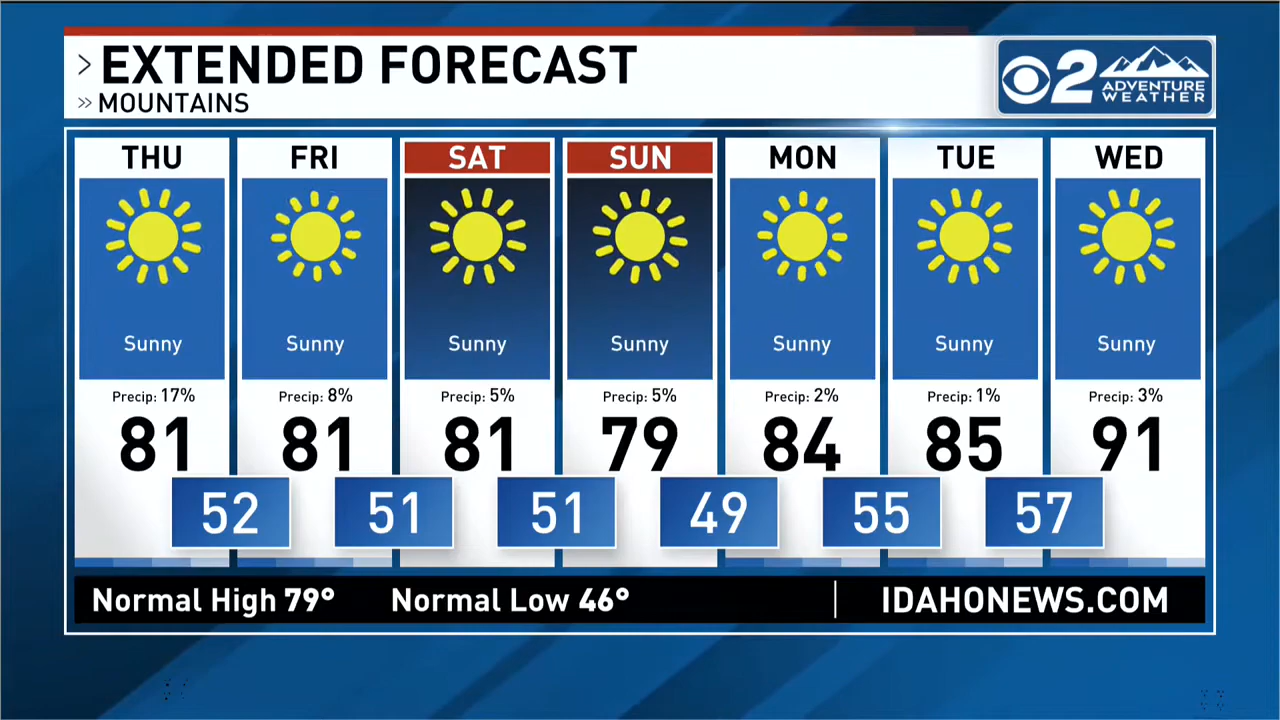 > EXTENDED FORECAST
» MOUNTAINS
2 ADVENTURE
WEATHER
THU FRI SAT SUN MON TUE WED
Sunny Sunny Sunny Sunny Sunny Sunny Sunny
Precip: 17% Precip: 8% Precip: 5% Precip: 5% Precip: 2% Precip: 1% Precip: 3%
81 81 81 79 84 85 91
52 51 51 49 55 57
Normal High 79° Normal Low 46° IDAHONEWS.COM